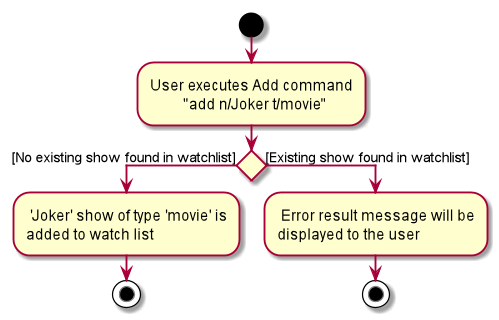 User executes Add command
"add n/Joker t/movie"
[No existing show found in watchlist]
[Existing show found in watchlist]
'Joker' show of type 'movie' is
added to watch list
Error result message will be
displayed to the user